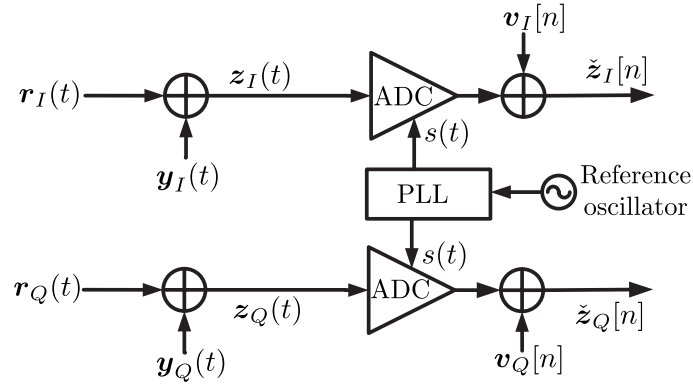 v_I[n]
r_I(t)
z_I(t)
ADC
ž_I[n]
y_I(t)
s(t)
PLL
Reference
oscillator
s(t)
r_Q(t)
z_Q(t)
ADC
ž_Q[n]
y_Q(t)
v_Q[n]